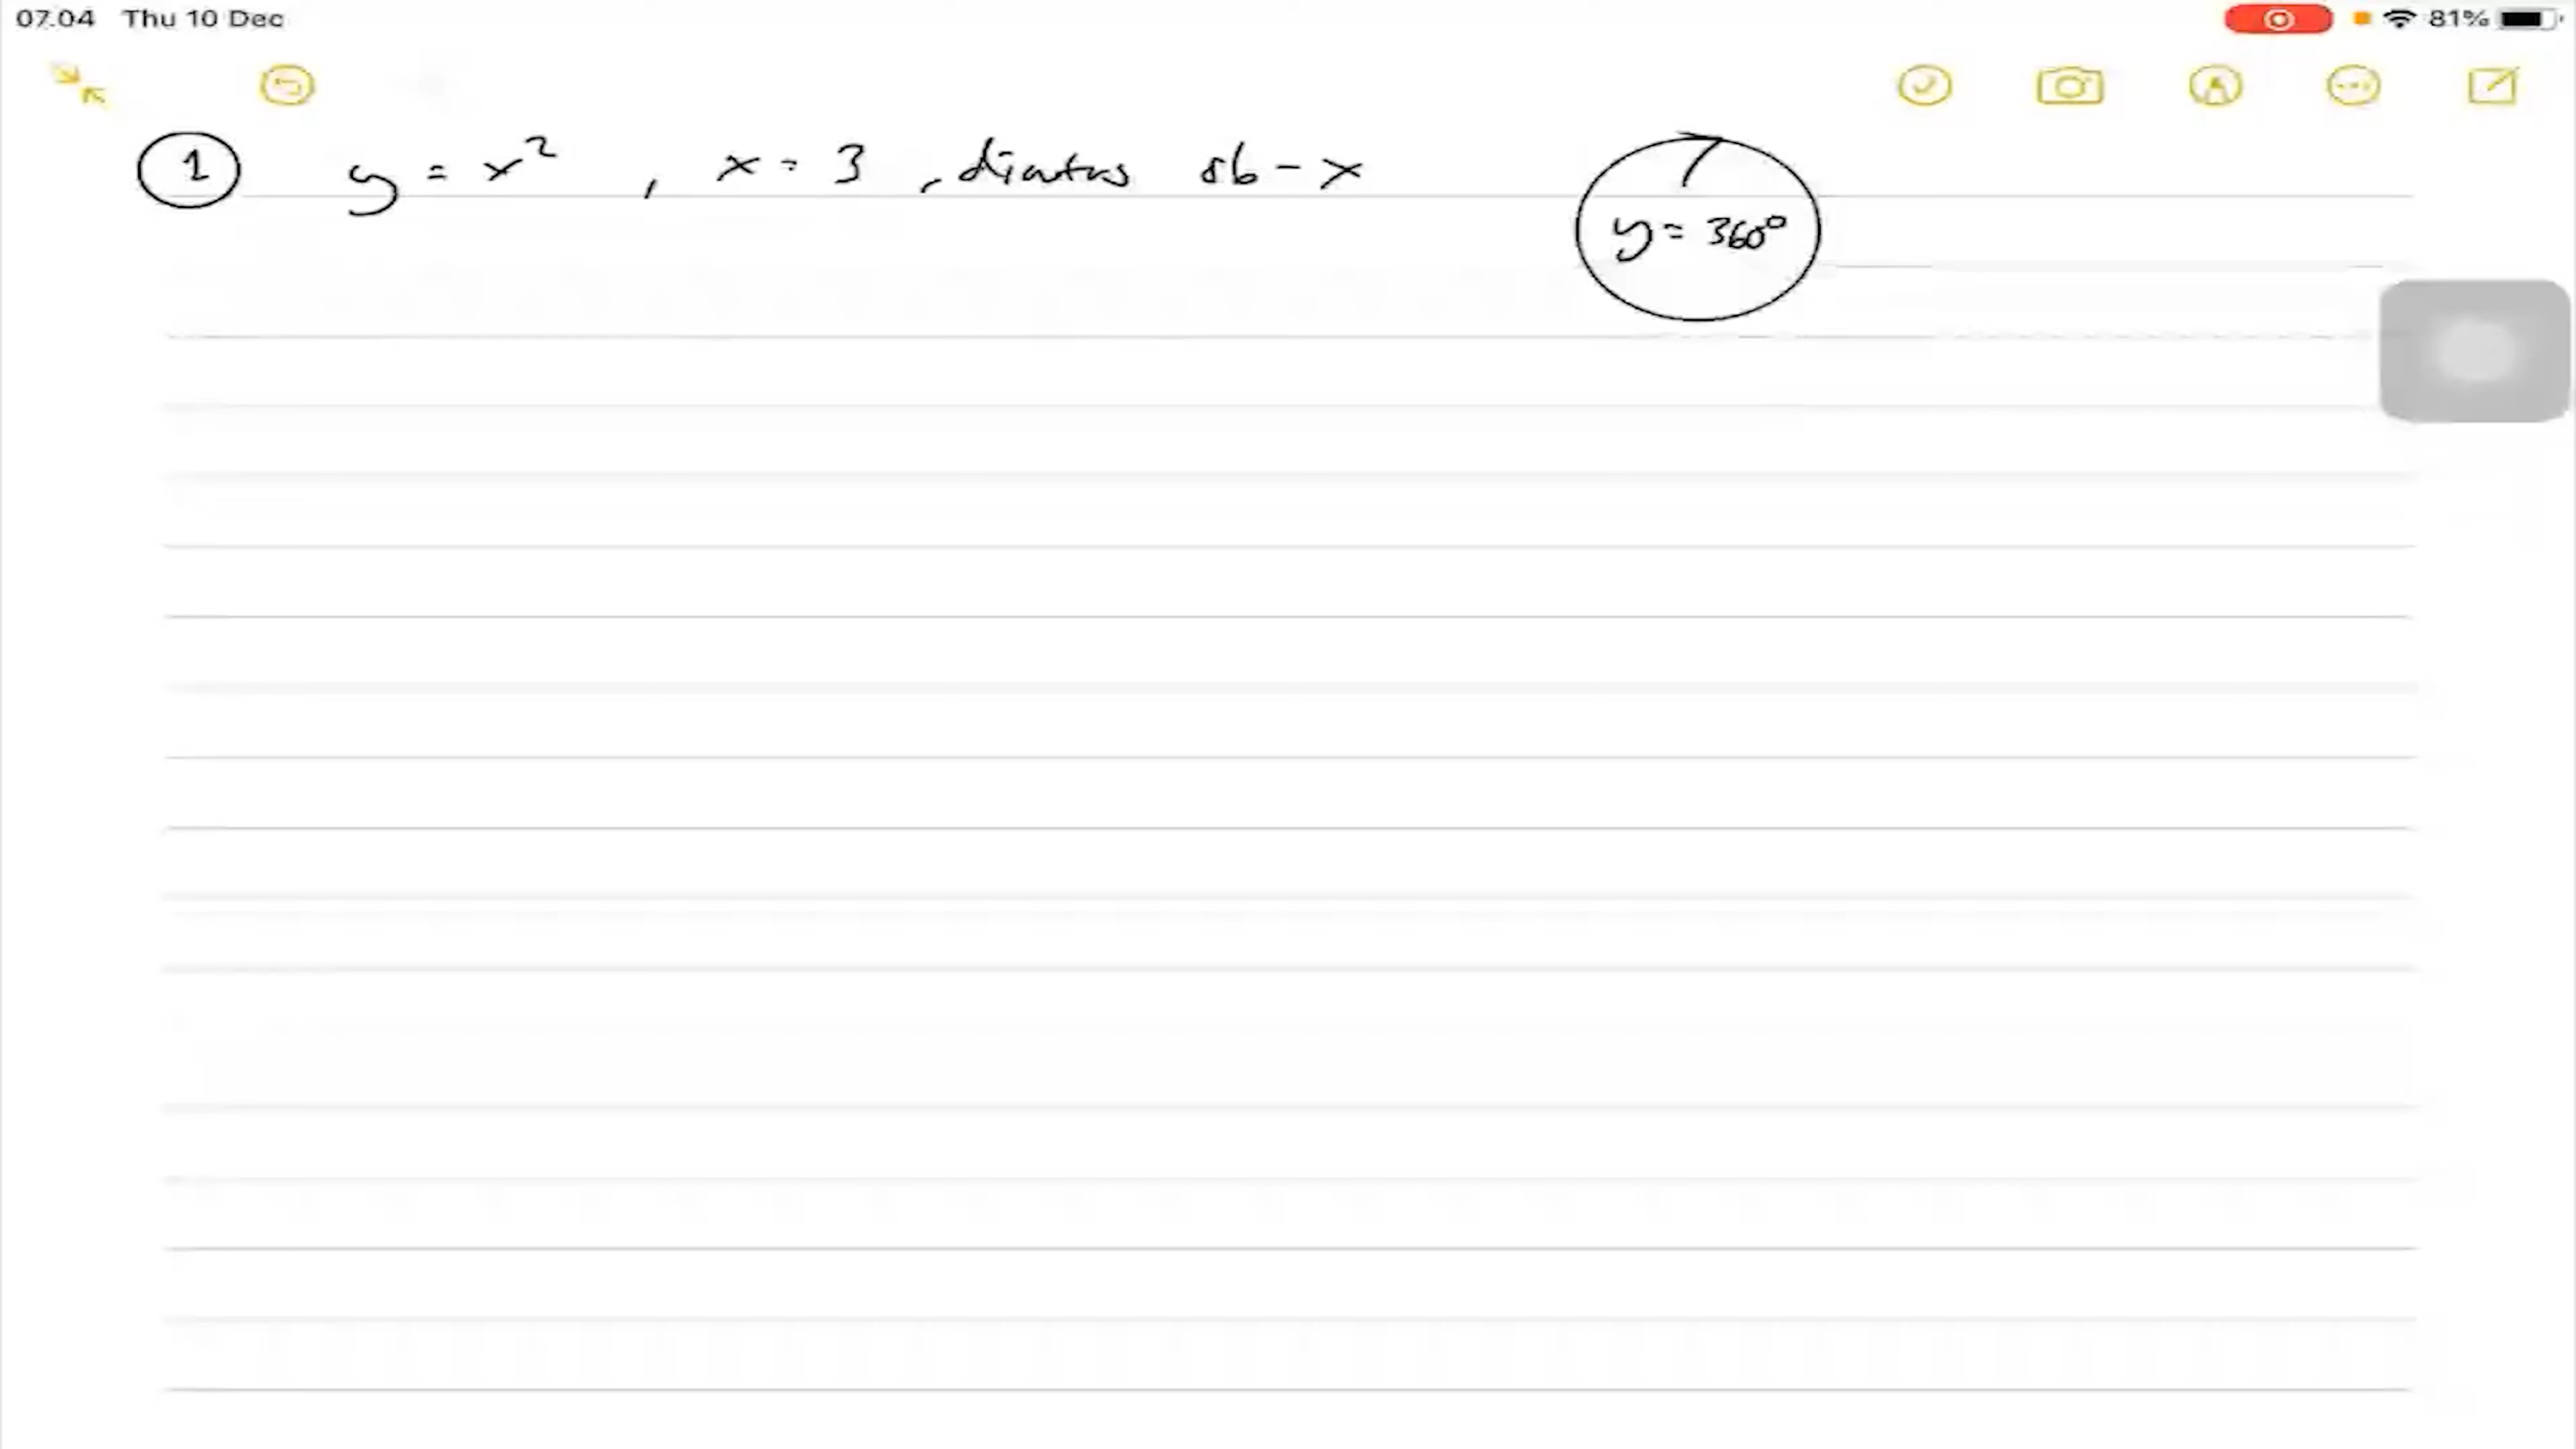 07.04 Thu 10 Dec
81%
1 y = x² , x = 3 , diatas sb - x
y = 360°